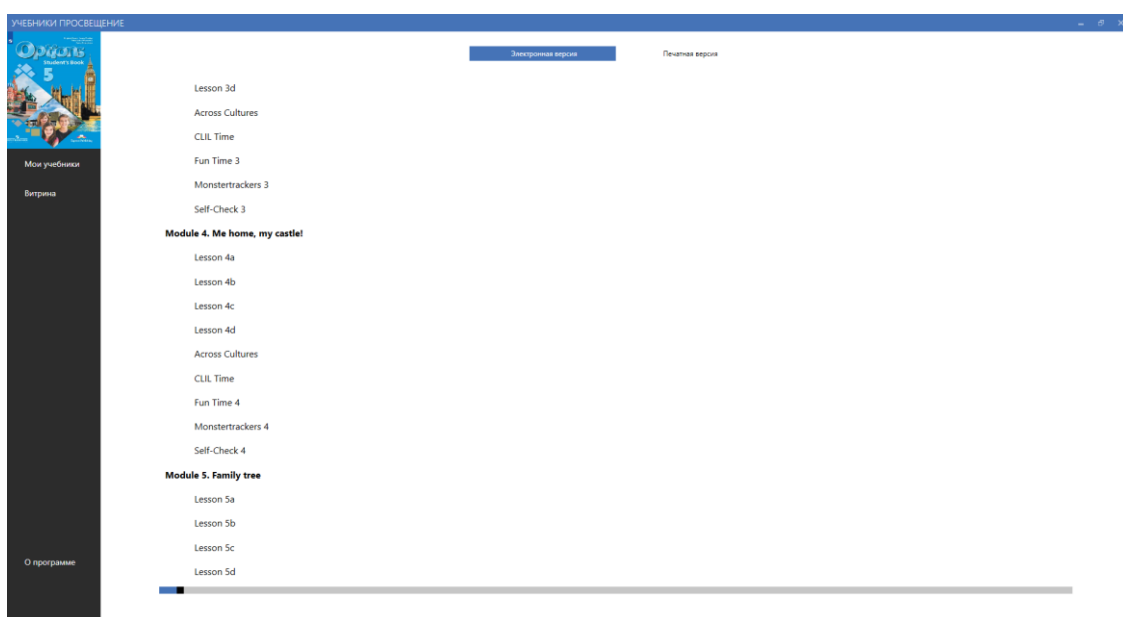 УЧЕБНИКИ ПРОСВЕЩЕНИЕ
Student's Book
5
Мои учебники
Витрина
О программе
Электронная версия
Печатная версия
Lesson 3d
Across Cultures
CLIL Time
Fun Time 3
Monstertrackers 3
Self-Check 3
Module 4. Me home, my castle!
Lesson 4a
Lesson 4b
Lesson 4c
Lesson 4d
Across Cultures
CLIL Time
Fun Time 4
Monstertrackers 4
Self-Check 4
Module 5. Family tree
Lesson 5a
Lesson 5b
Lesson 5c
Lesson 5d